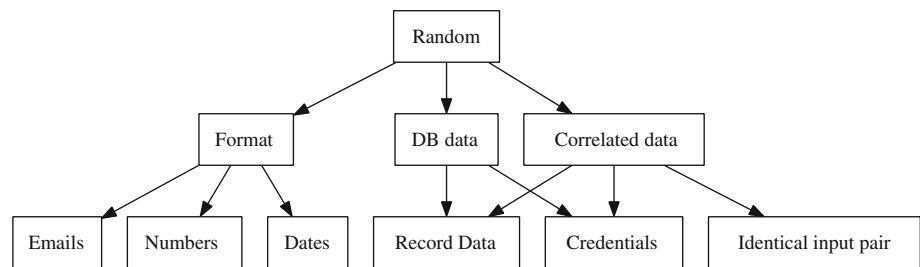 Random
Format
DB data
Correlated data
Emails
Numbers
Dates
Record Data
Credentials
Identical input pair